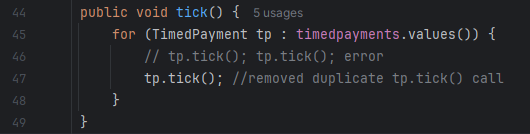 44 public void tick() { 5 usages
45 for (TimedPayment tp : timedpayments.values()) {
46 // tp.tick(); tp.tick(); error
47 tp.tick(); //removed duplicate tp.tick() call
48 }
49 }